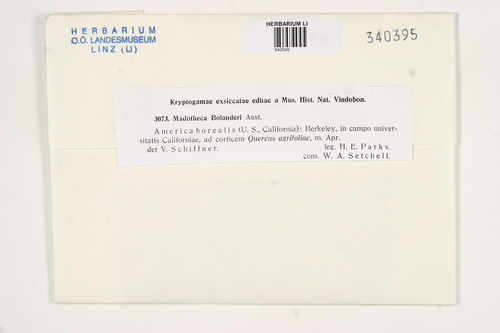 HERBARIUM
O.Ö. LANDESMUSEUM
LINZ (LI)
HERBARIUM LI
642699
340395
Kryptogamae exsiccatae editae a Mus. Hist. Nat. Vindobon.
3073. Madotheca Bolanderi Aust.
America borealis (U. S., California): Berkeley, in campo univer-
sitatis Californiae, ad corticem Quercus agrifoliae, m. Apr.
leg. H. E. Parks.
det V. Schiffner.
com. W. A. Setchell.